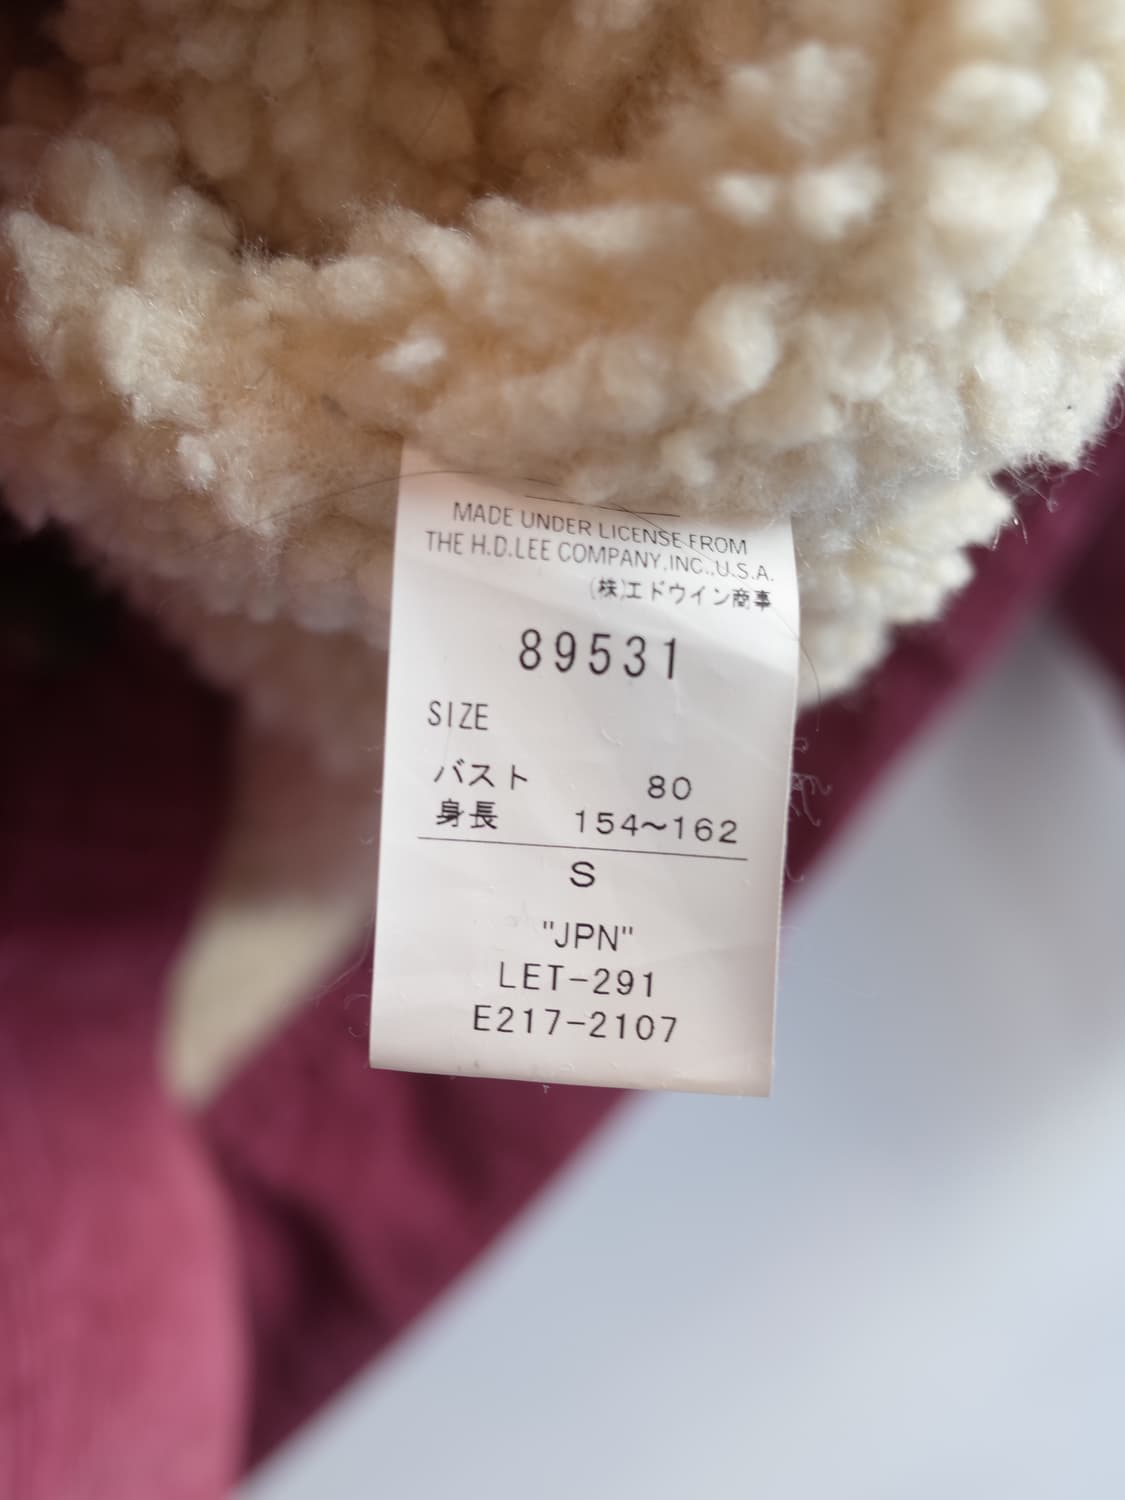 MADE UNDER LICENSE FROM
THE H.D.LEE COMPANY,INC.,U.S.A.
(株)エドウイン商事
89531
SIZE
バスト 80
身長 154~162
S
"JPN"
LET-291
E217-2107